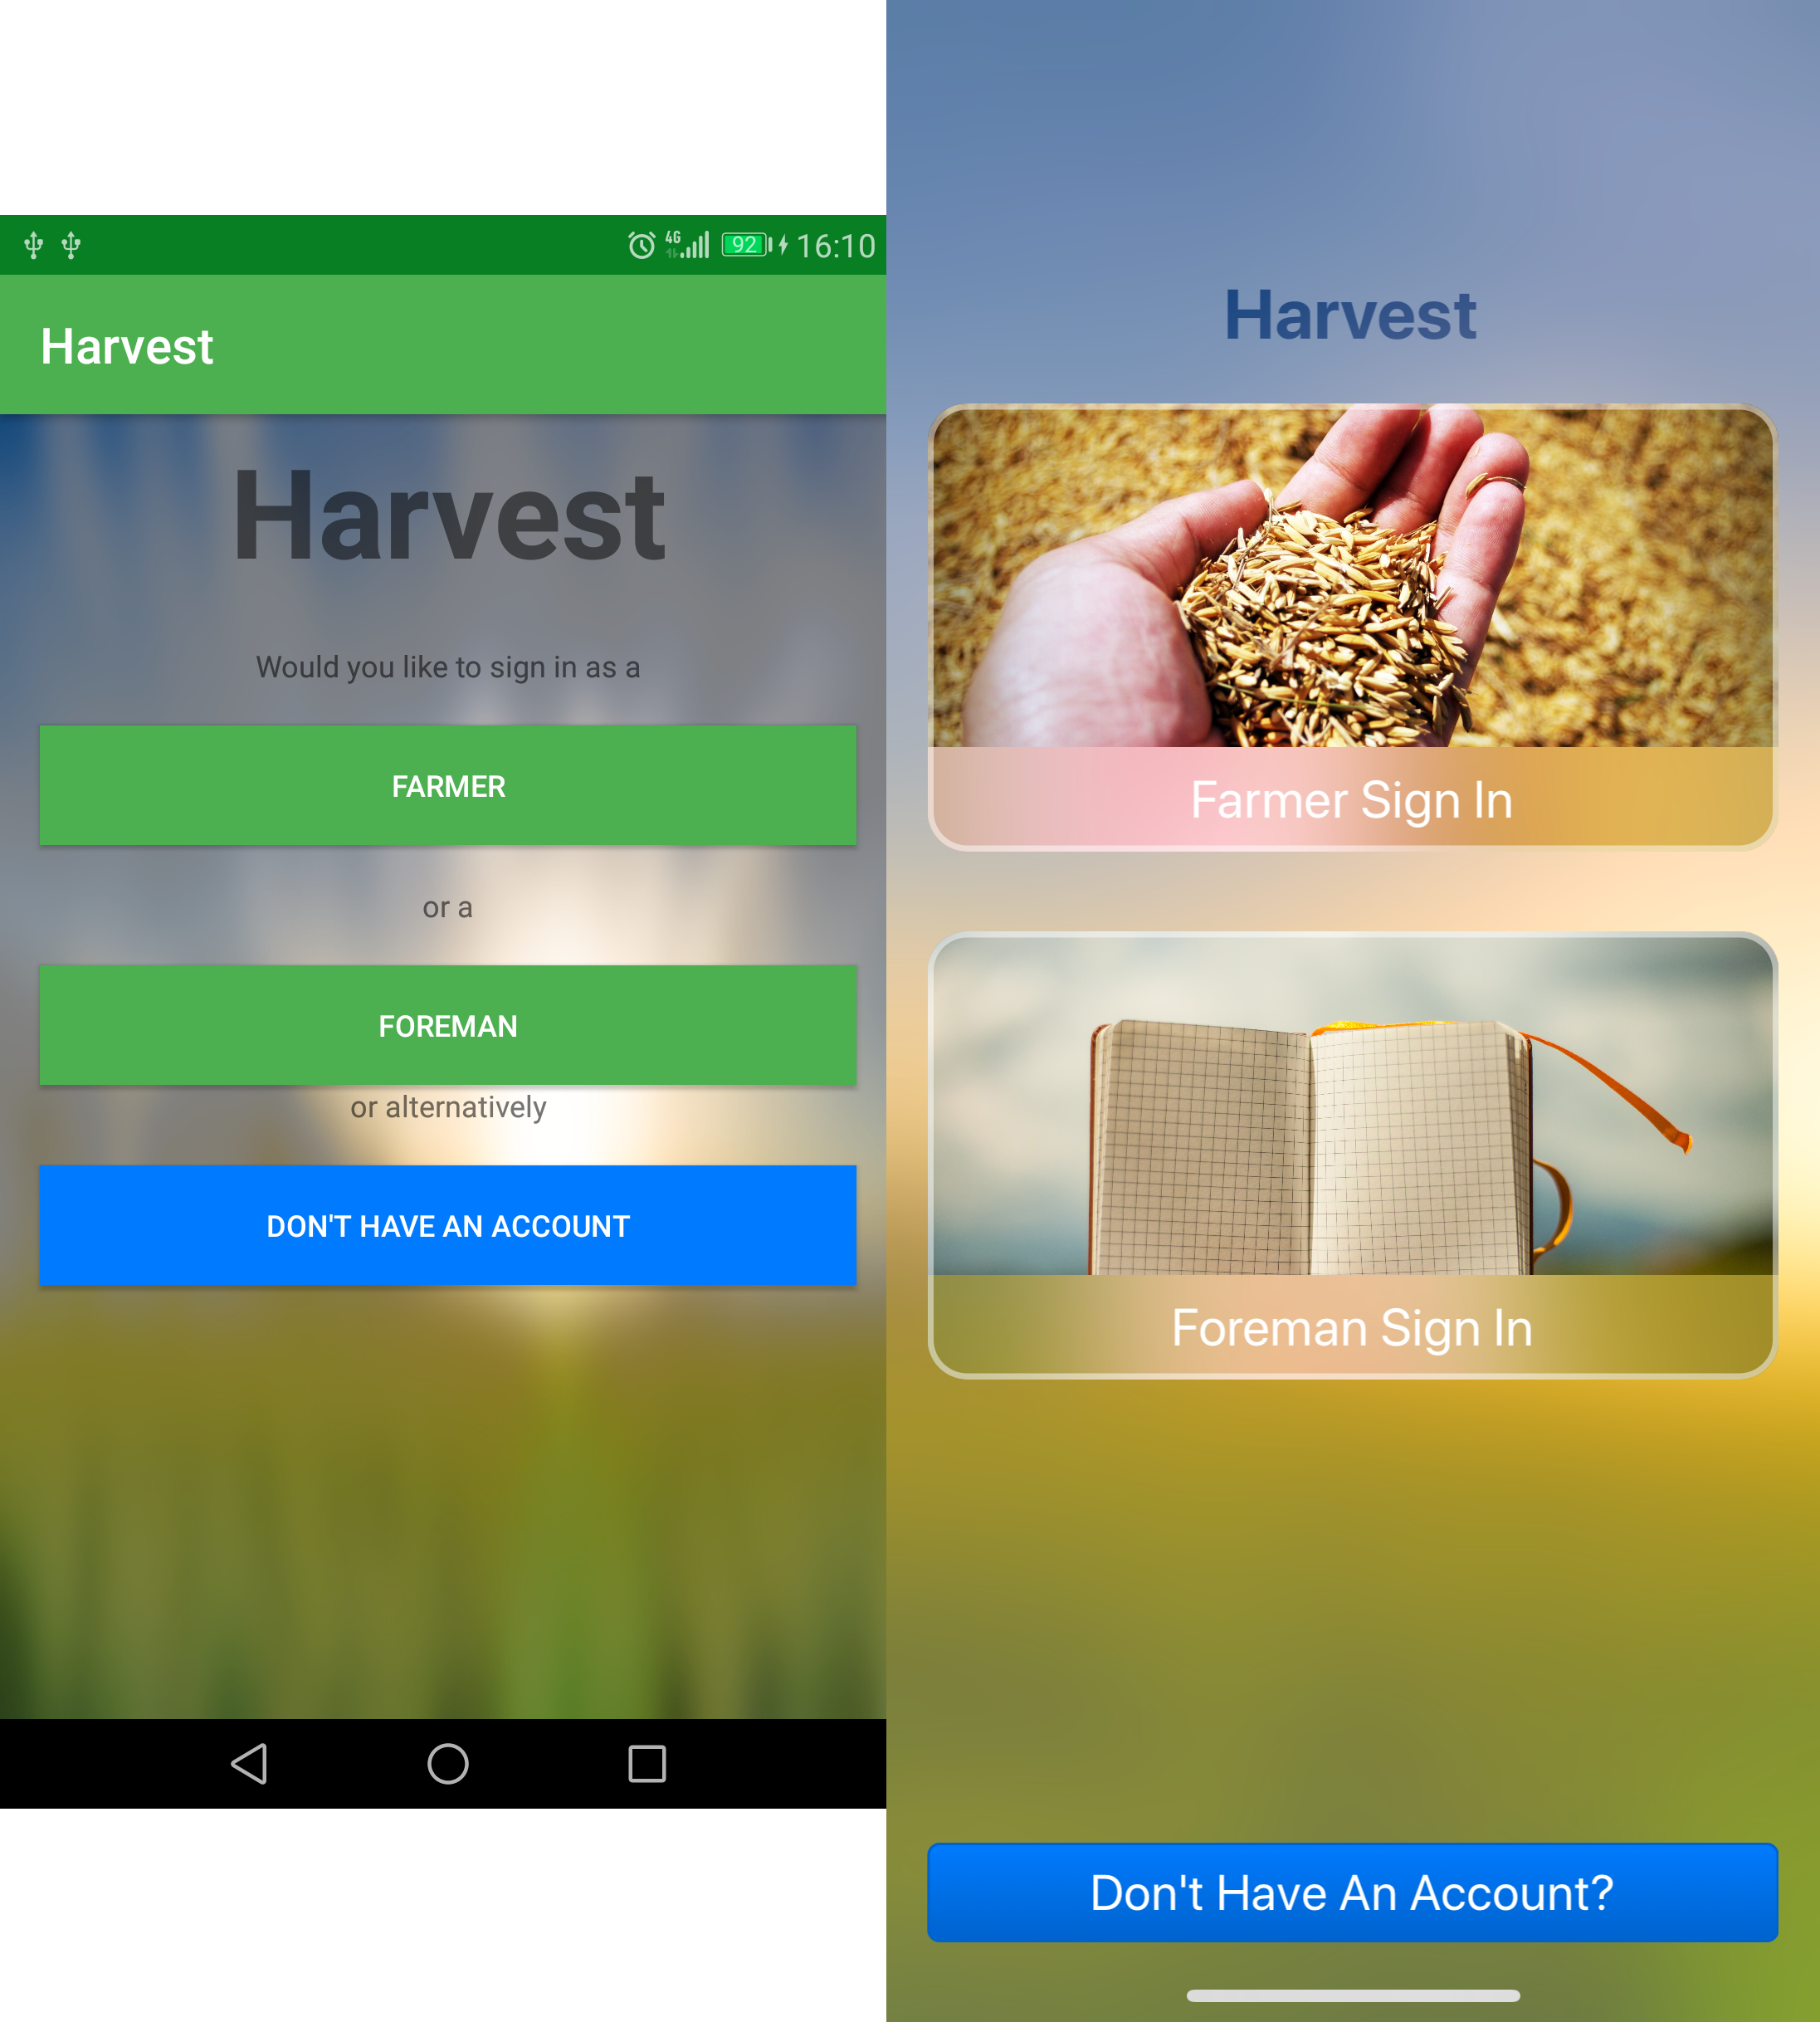 4G 92 16:10
Harvest
Harvest
Would you like to sign in as a
FARMER
or a
FOREMAN
or alternatively
DON'T HAVE AN ACCOUNT
Harvest
Farmer Sign In
Foreman Sign In
Don't Have An Account?